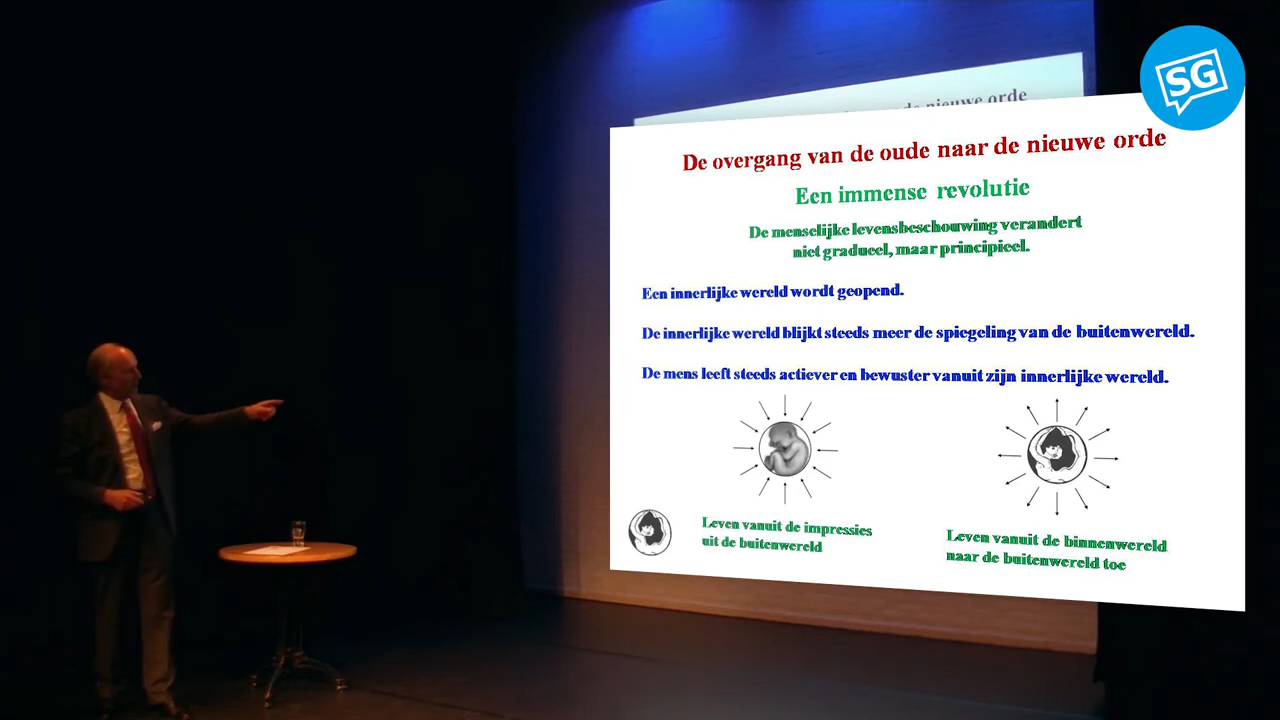 SG
de nieuwe orde
De overgang van de oude naar de nieuwe orde
Een immense revolutie
De menselijke levensbeschouwing verandert
niet gradueel, maar principieel.
Een innerlijke wereld wordt geopend.
De innerlijke wereld blijkt steeds meer de spiegeling van de buitenwereld.
De mens leeft steeds actiever en bewuster vanuit zijn innerlijke wereld.
Leven vanuit de impressies
uit de buitenwereld
Leven vanuit de binnenwereld
naar de buitenwereld toe